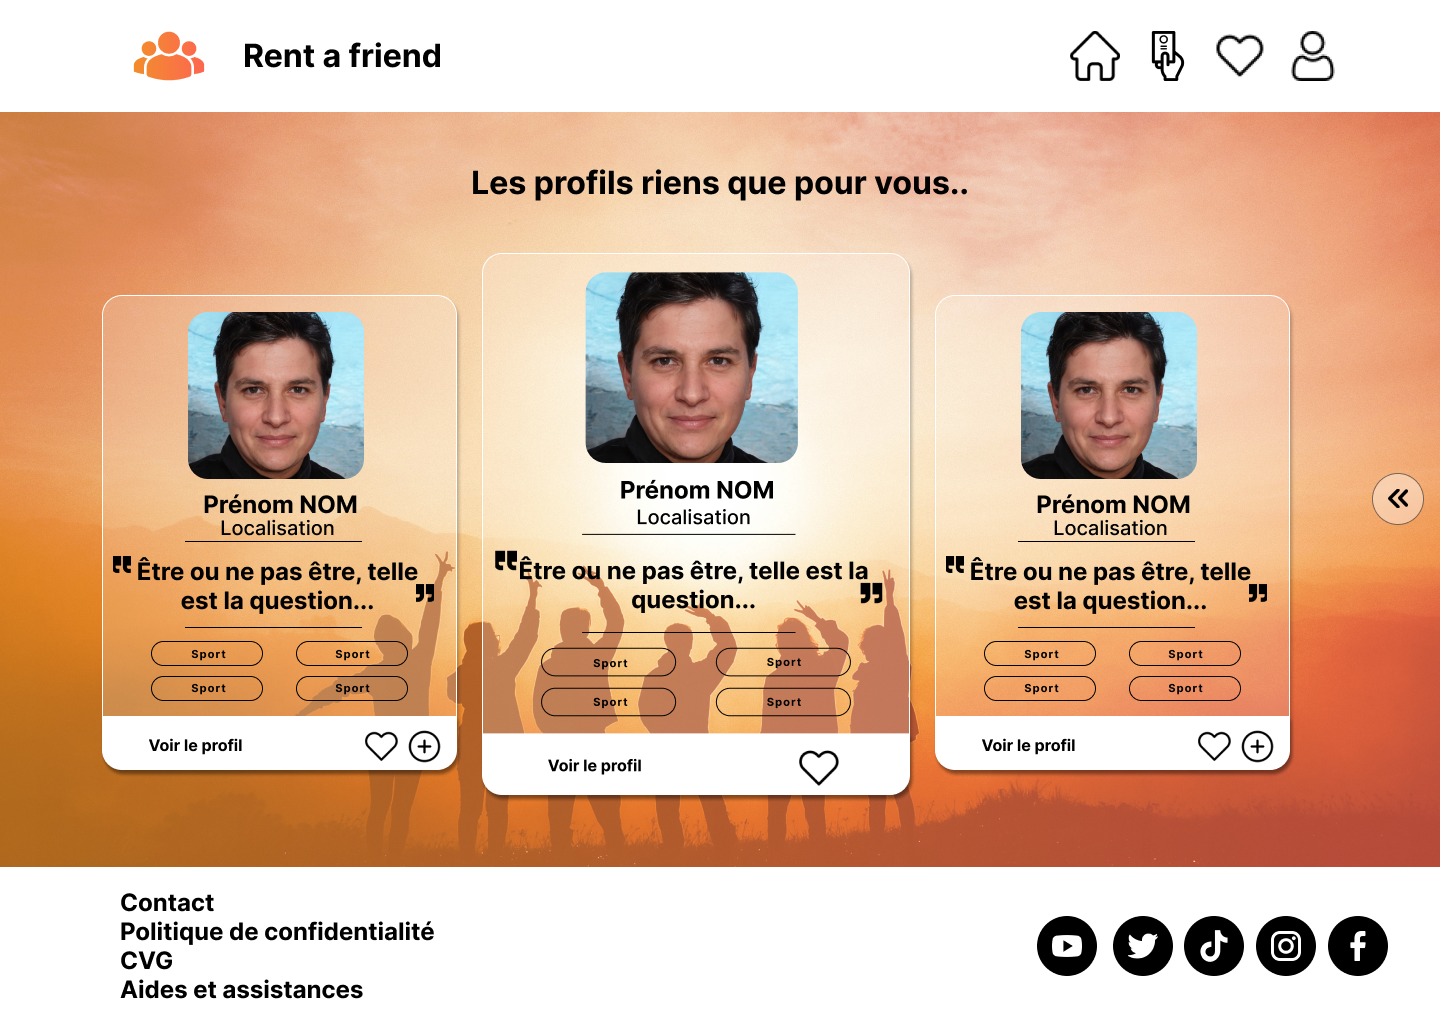 Rent a friend
Les profils riens que pour vous..
Prénom NOM
Localisation
❝Être ou ne pas être, telle
est la question...❞
Sport
Sport
Sport
Sport
Voir le profil
Prénom NOM
Localisation
❝Être ou ne pas être, telle est la
question...❞
Sport
Sport
Sport
Sport
Voir le profil
Prénom NOM
Localisation
❝Être ou ne pas être, telle
est la question...❞
Sport
Sport
Sport
Sport
Voir le profil
Contact
Politique de confidentialité
CVG
Aides et assistances